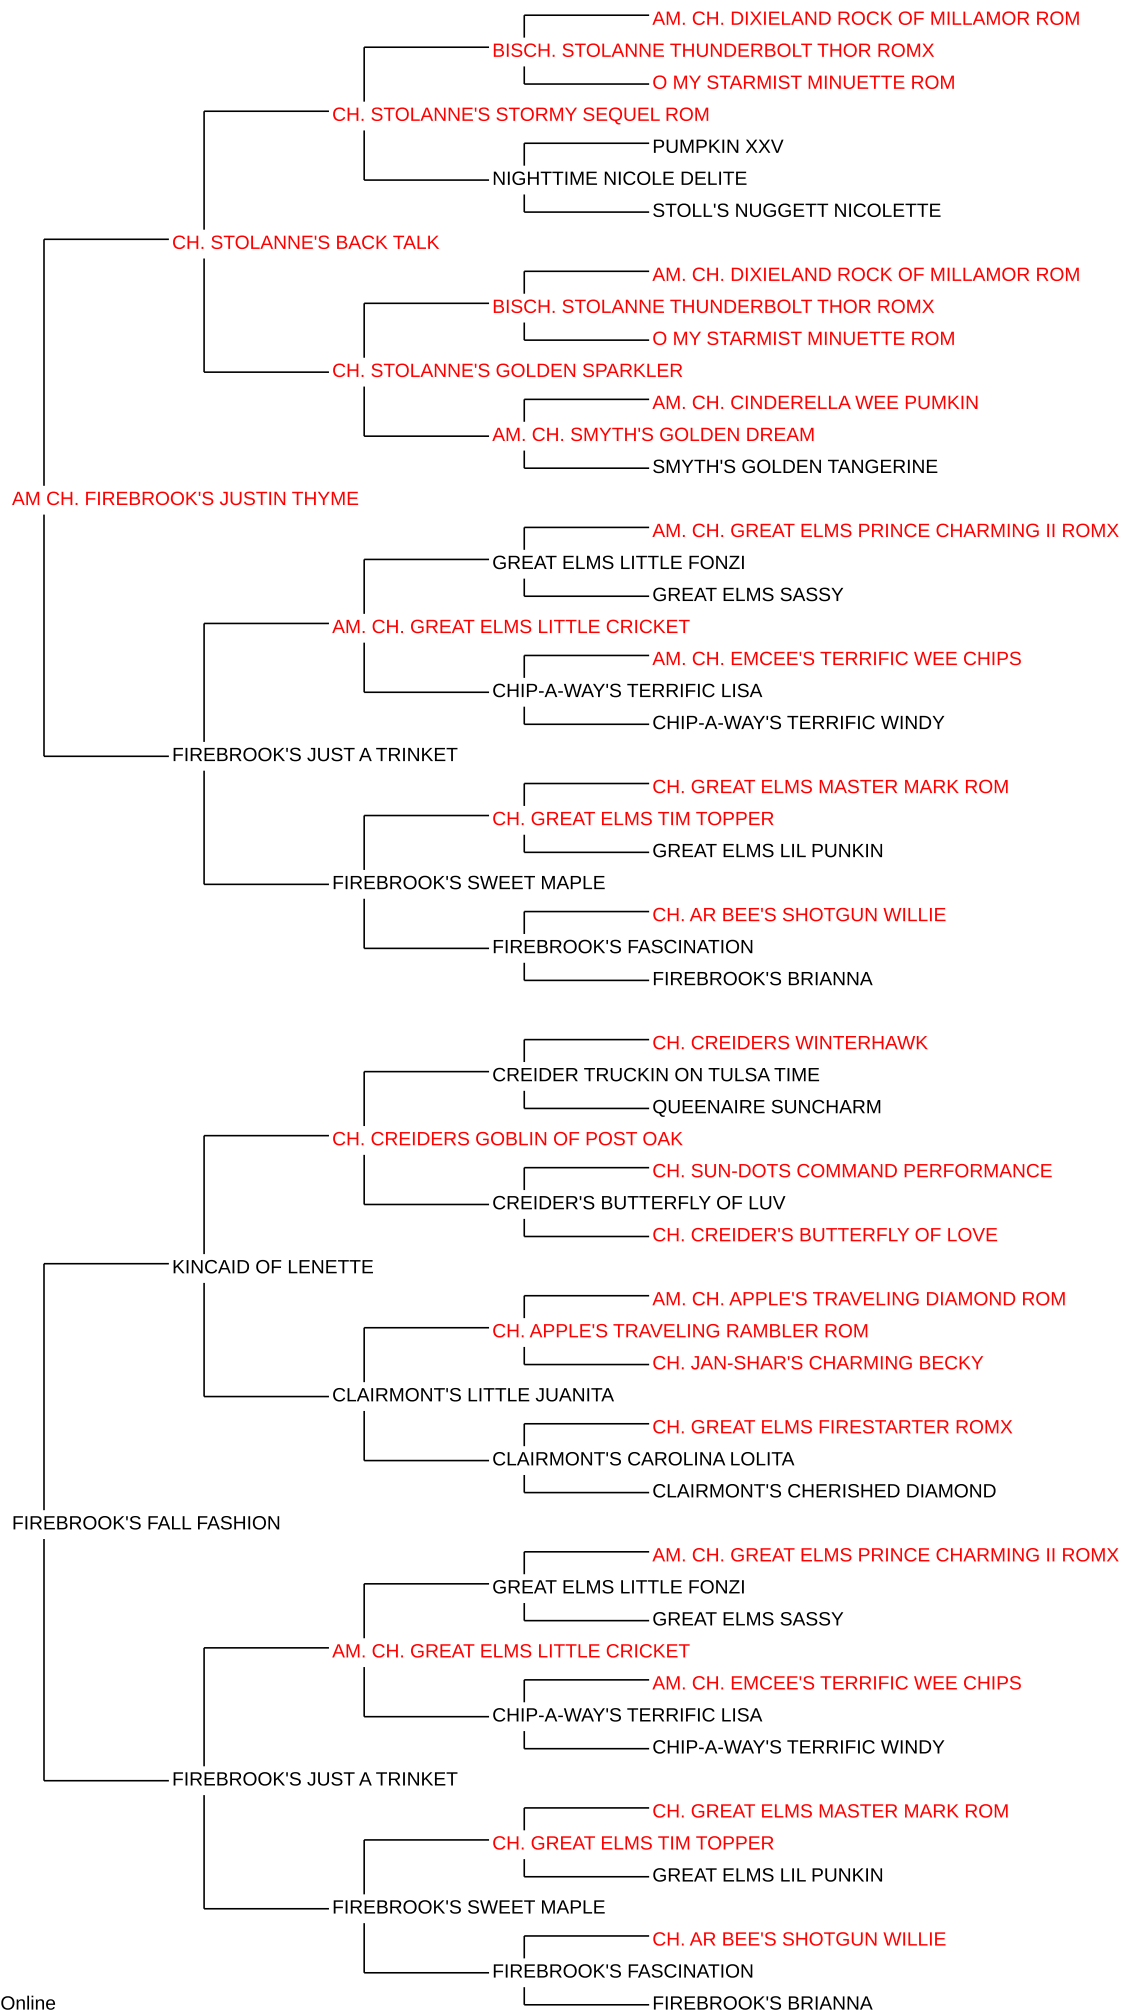 AM. CH. DIXIELAND ROCK OF MILLAMOR ROM
BISCH. STOLANNE THUNDERBOLT THOR ROMX
O MY STARMIST MINUETTE ROM
CH. STOLANNE'S STORMY SEQUEL ROM
PUMPKIN XXV
NIGHTTIME NICOLE DELITE
STOLL'S NUGGETT NICOLETTE
CH. STOLANNE'S BACK TALK
AM. CH. DIXIELAND ROCK OF MILLAMOR ROM
BISCH. STOLANNE THUNDERBOLT THOR ROMX
O MY STARMIST MINUETTE ROM
CH. STOLANNE'S GOLDEN SPARKLER
AM. CH. CINDERELLA WEE PUMKIN
AM. CH. SMYTH'S GOLDEN DREAM
SMYTH'S GOLDEN TANGERINE
AM CH. FIREBROOK'S JUSTIN THYME
AM. CH. GREAT ELMS PRINCE CHARMING II ROMX
GREAT ELMS LITTLE FONZI
GREAT ELMS SASSY
AM. CH. GREAT ELMS LITTLE CRICKET
AM. CH. EMCEE'S TERRIFIC WEE CHIPS
CHIP-A-WAY'S TERRIFIC LISA
CHIP-A-WAY'S TERRIFIC WINDY
FIREBROOK'S JUST A TRINKET
CH. GREAT ELMS MASTER MARK ROM
CH. GREAT ELMS TIM TOPPER
GREAT ELMS LIL PUNKIN
FIREBROOK'S SWEET MAPLE
CH. AR BEE'S SHOTGUN WILLIE
FIREBROOK'S FASCINATION
FIREBROOK'S BRIANNA
CH. CREIDERS WINTERHAWK
CREIDER TRUCKIN ON TULSA TIME
QUEENAIRE SUNCHARM
CH. CREIDERS GOBLIN OF POST OAK
CH. SUN-DOTS COMMAND PERFORMANCE
CREIDER'S BUTTERFLY OF LUV
CH. CREIDER'S BUTTERFLY OF LOVE
KINCAID OF LENETTE
AM. CH. APPLE'S TRAVELING DIAMOND ROM
CH. APPLE'S TRAVELING RAMBLER ROM
CH. JAN-SHAR'S CHARMING BECKY
CLAIRMONT'S LITTLE JUANITA
CH. GREAT ELMS FIRESTARTER ROMX
CLAIRMONT'S CAROLINA LOLITA
CLAIRMONT'S CHERISHED DIAMOND
FIREBROOK'S FALL FASHION
AM. CH. GREAT ELMS PRINCE CHARMING II ROMX
GREAT ELMS LITTLE FONZI
GREAT ELMS SASSY
AM. CH. GREAT ELMS LITTLE CRICKET
AM. CH. EMCEE'S TERRIFIC WEE CHIPS
CHIP-A-WAY'S TERRIFIC LISA
CHIP-A-WAY'S TERRIFIC WINDY
FIREBROOK'S JUST A TRINKET
CH. GREAT ELMS MASTER MARK ROM
CH. GREAT ELMS TIM TOPPER
GREAT ELMS LIL PUNKIN
FIREBROOK'S SWEET MAPLE
CH. AR BEE'S SHOTGUN WILLIE
FIREBROOK'S FASCINATION
Online
FIREBROOK'S BRIANNA